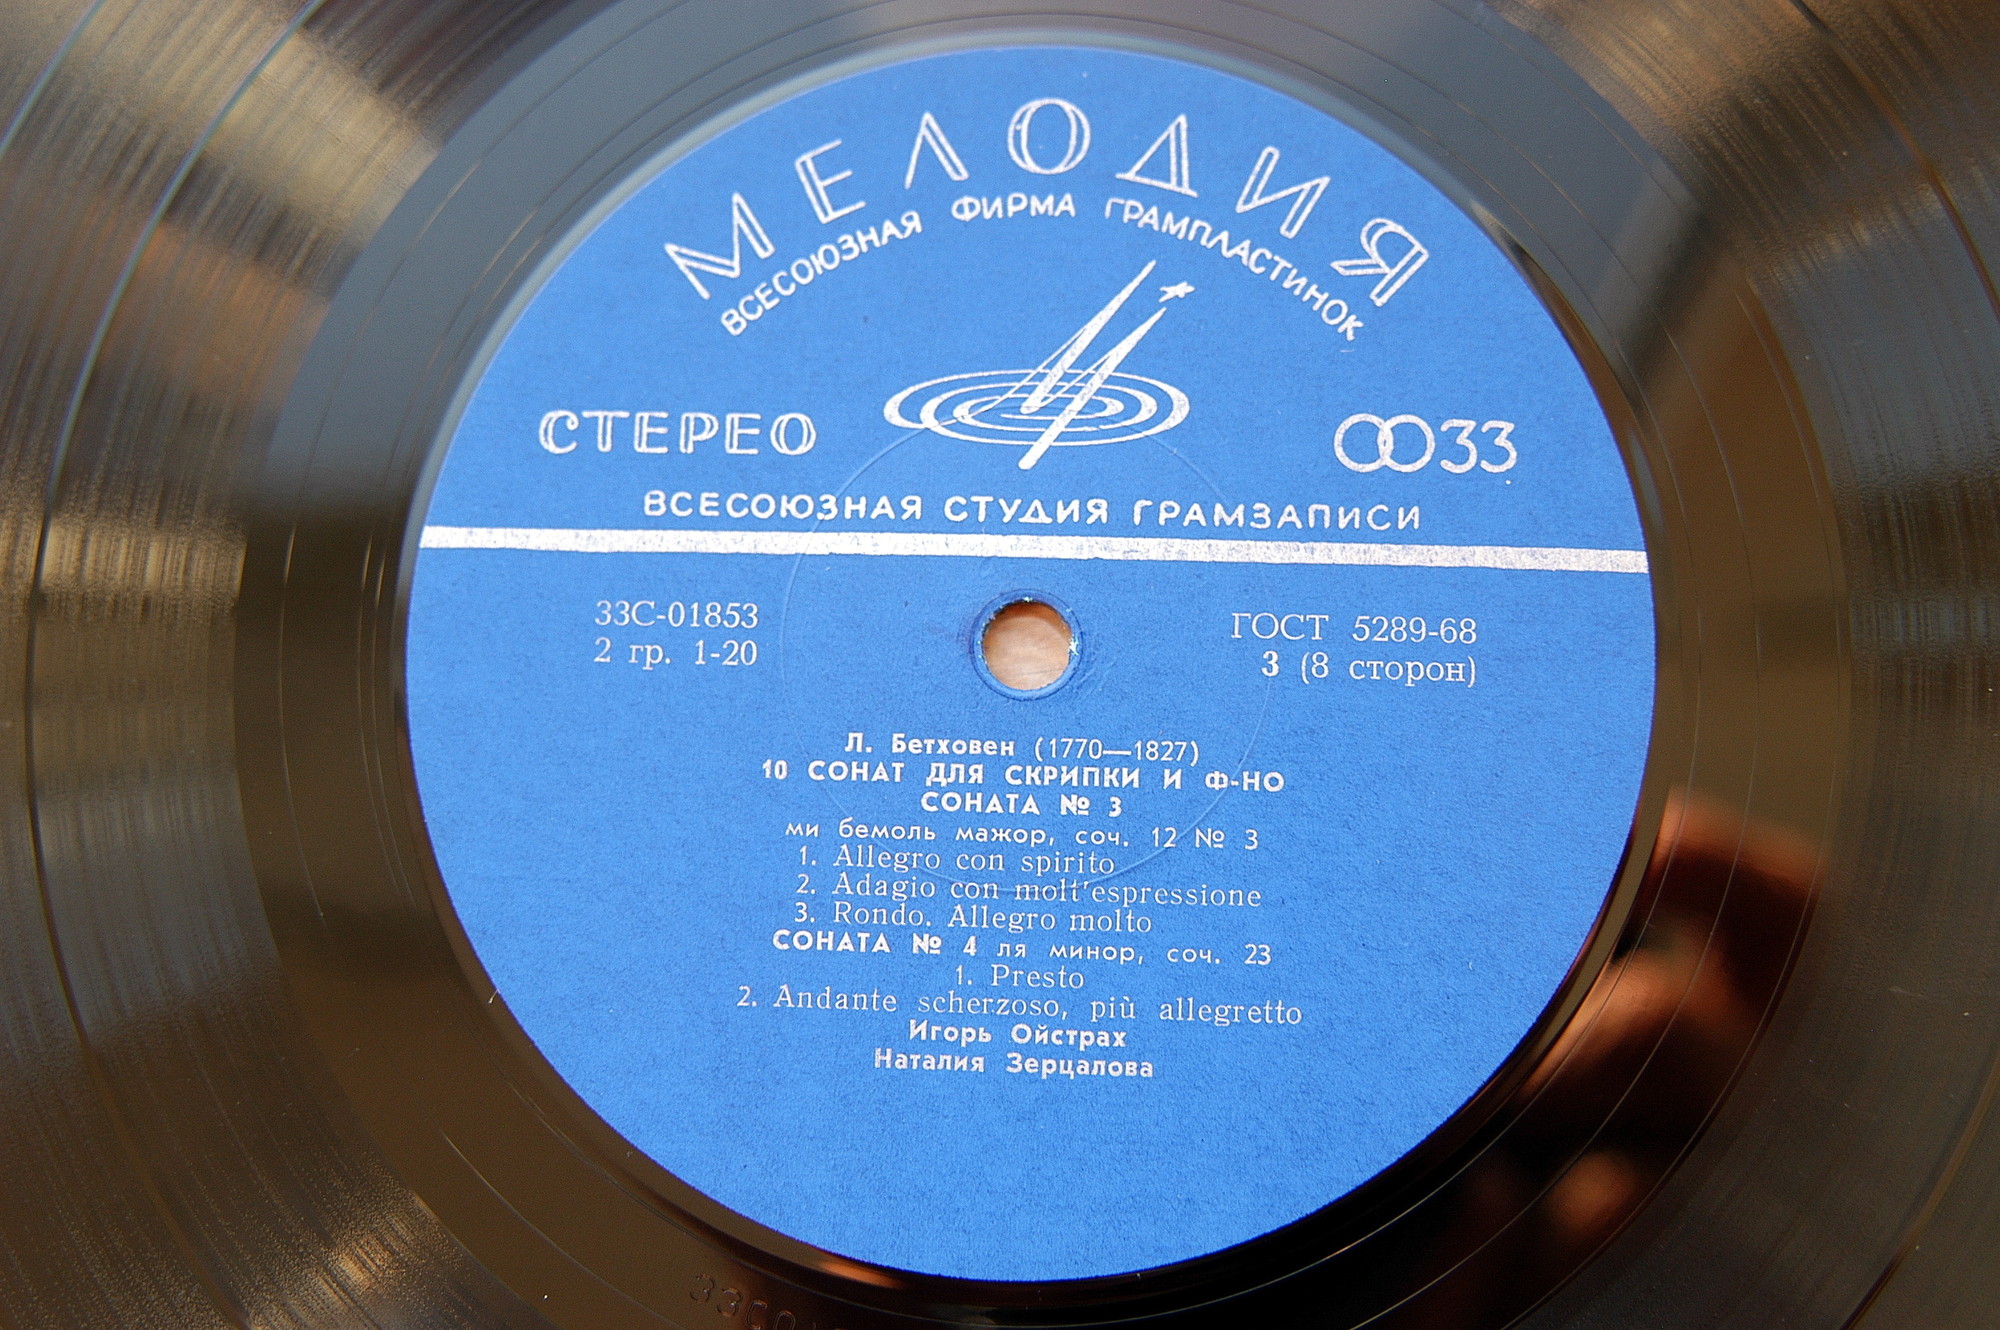 МЕЛОДИЯ
ВСЕСОЮЗНАЯ ФИРМА ГРАМПЛАСТИНОК
СТЕРЕО
33
ВСЕСОЮЗНАЯ СТУДИЯ ГРАМЗАПИСИ
33С-01853
2 гр. 1-20
ГОСТ 5289-68
3 (8 сторон)
Л. Бетховен (1770—1827)
10 СОНАТ ДЛЯ СКРИПКИ И Ф-НО
СОНАТА № 3
ми бемоль мажор, соч. 12 № 3
1. Allegro con spirito
2. Adagio con molt'espressione
3. Rondo. Allegro molto
СОНАТА № 4 ля минор, соч. 23
1. Presto
2. Andante scherzoso, più allegretto
Игорь Ойстрах
Наталия Зерцалова